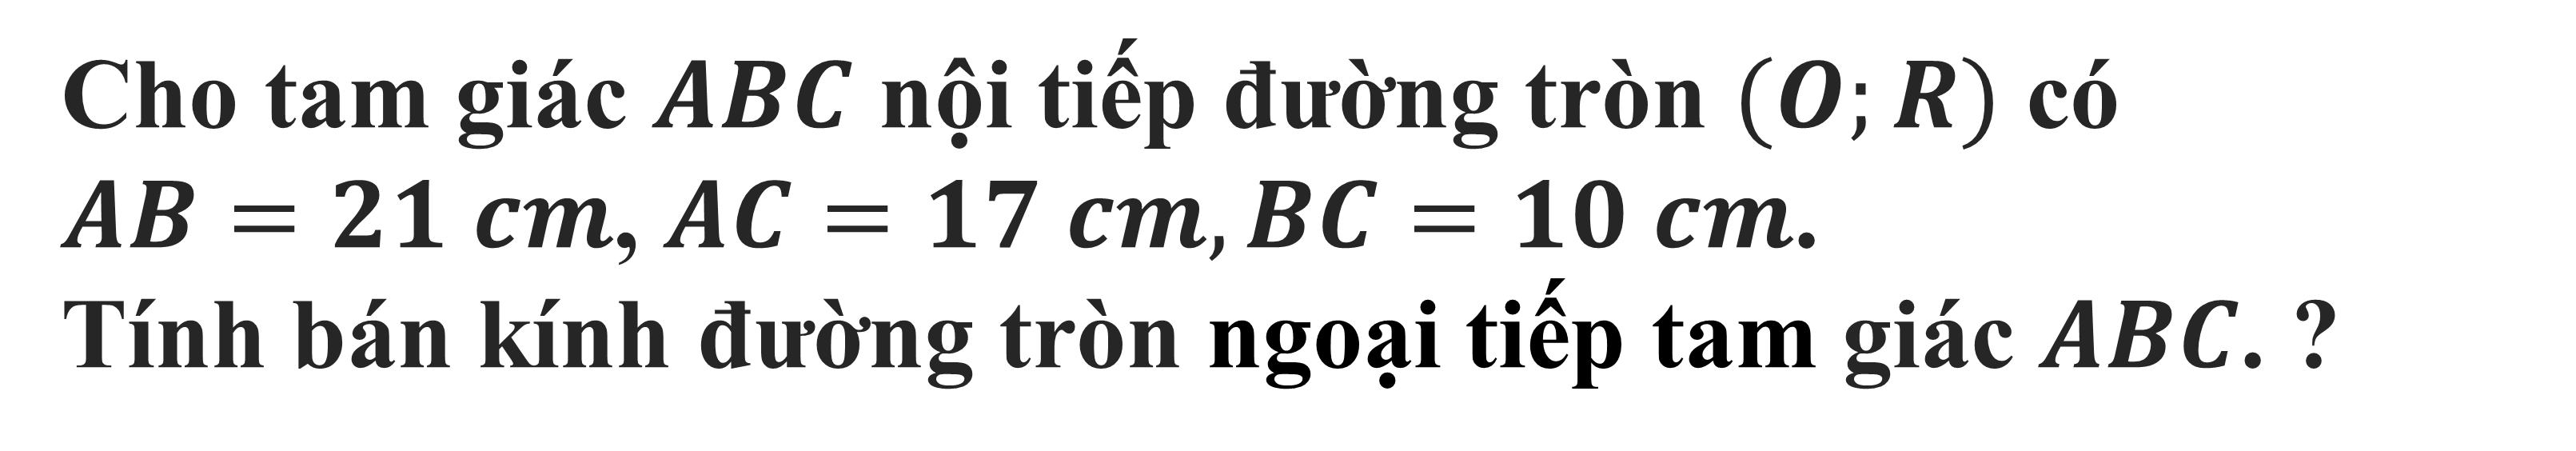 Cho tam giác ABC nội tiếp đường tròn (O; R) có
AB = 21 cm, AC = 17 cm, BC = 10 cm.
Tính bán kính đường tròn ngoại tiếp tam giác ABC. ?